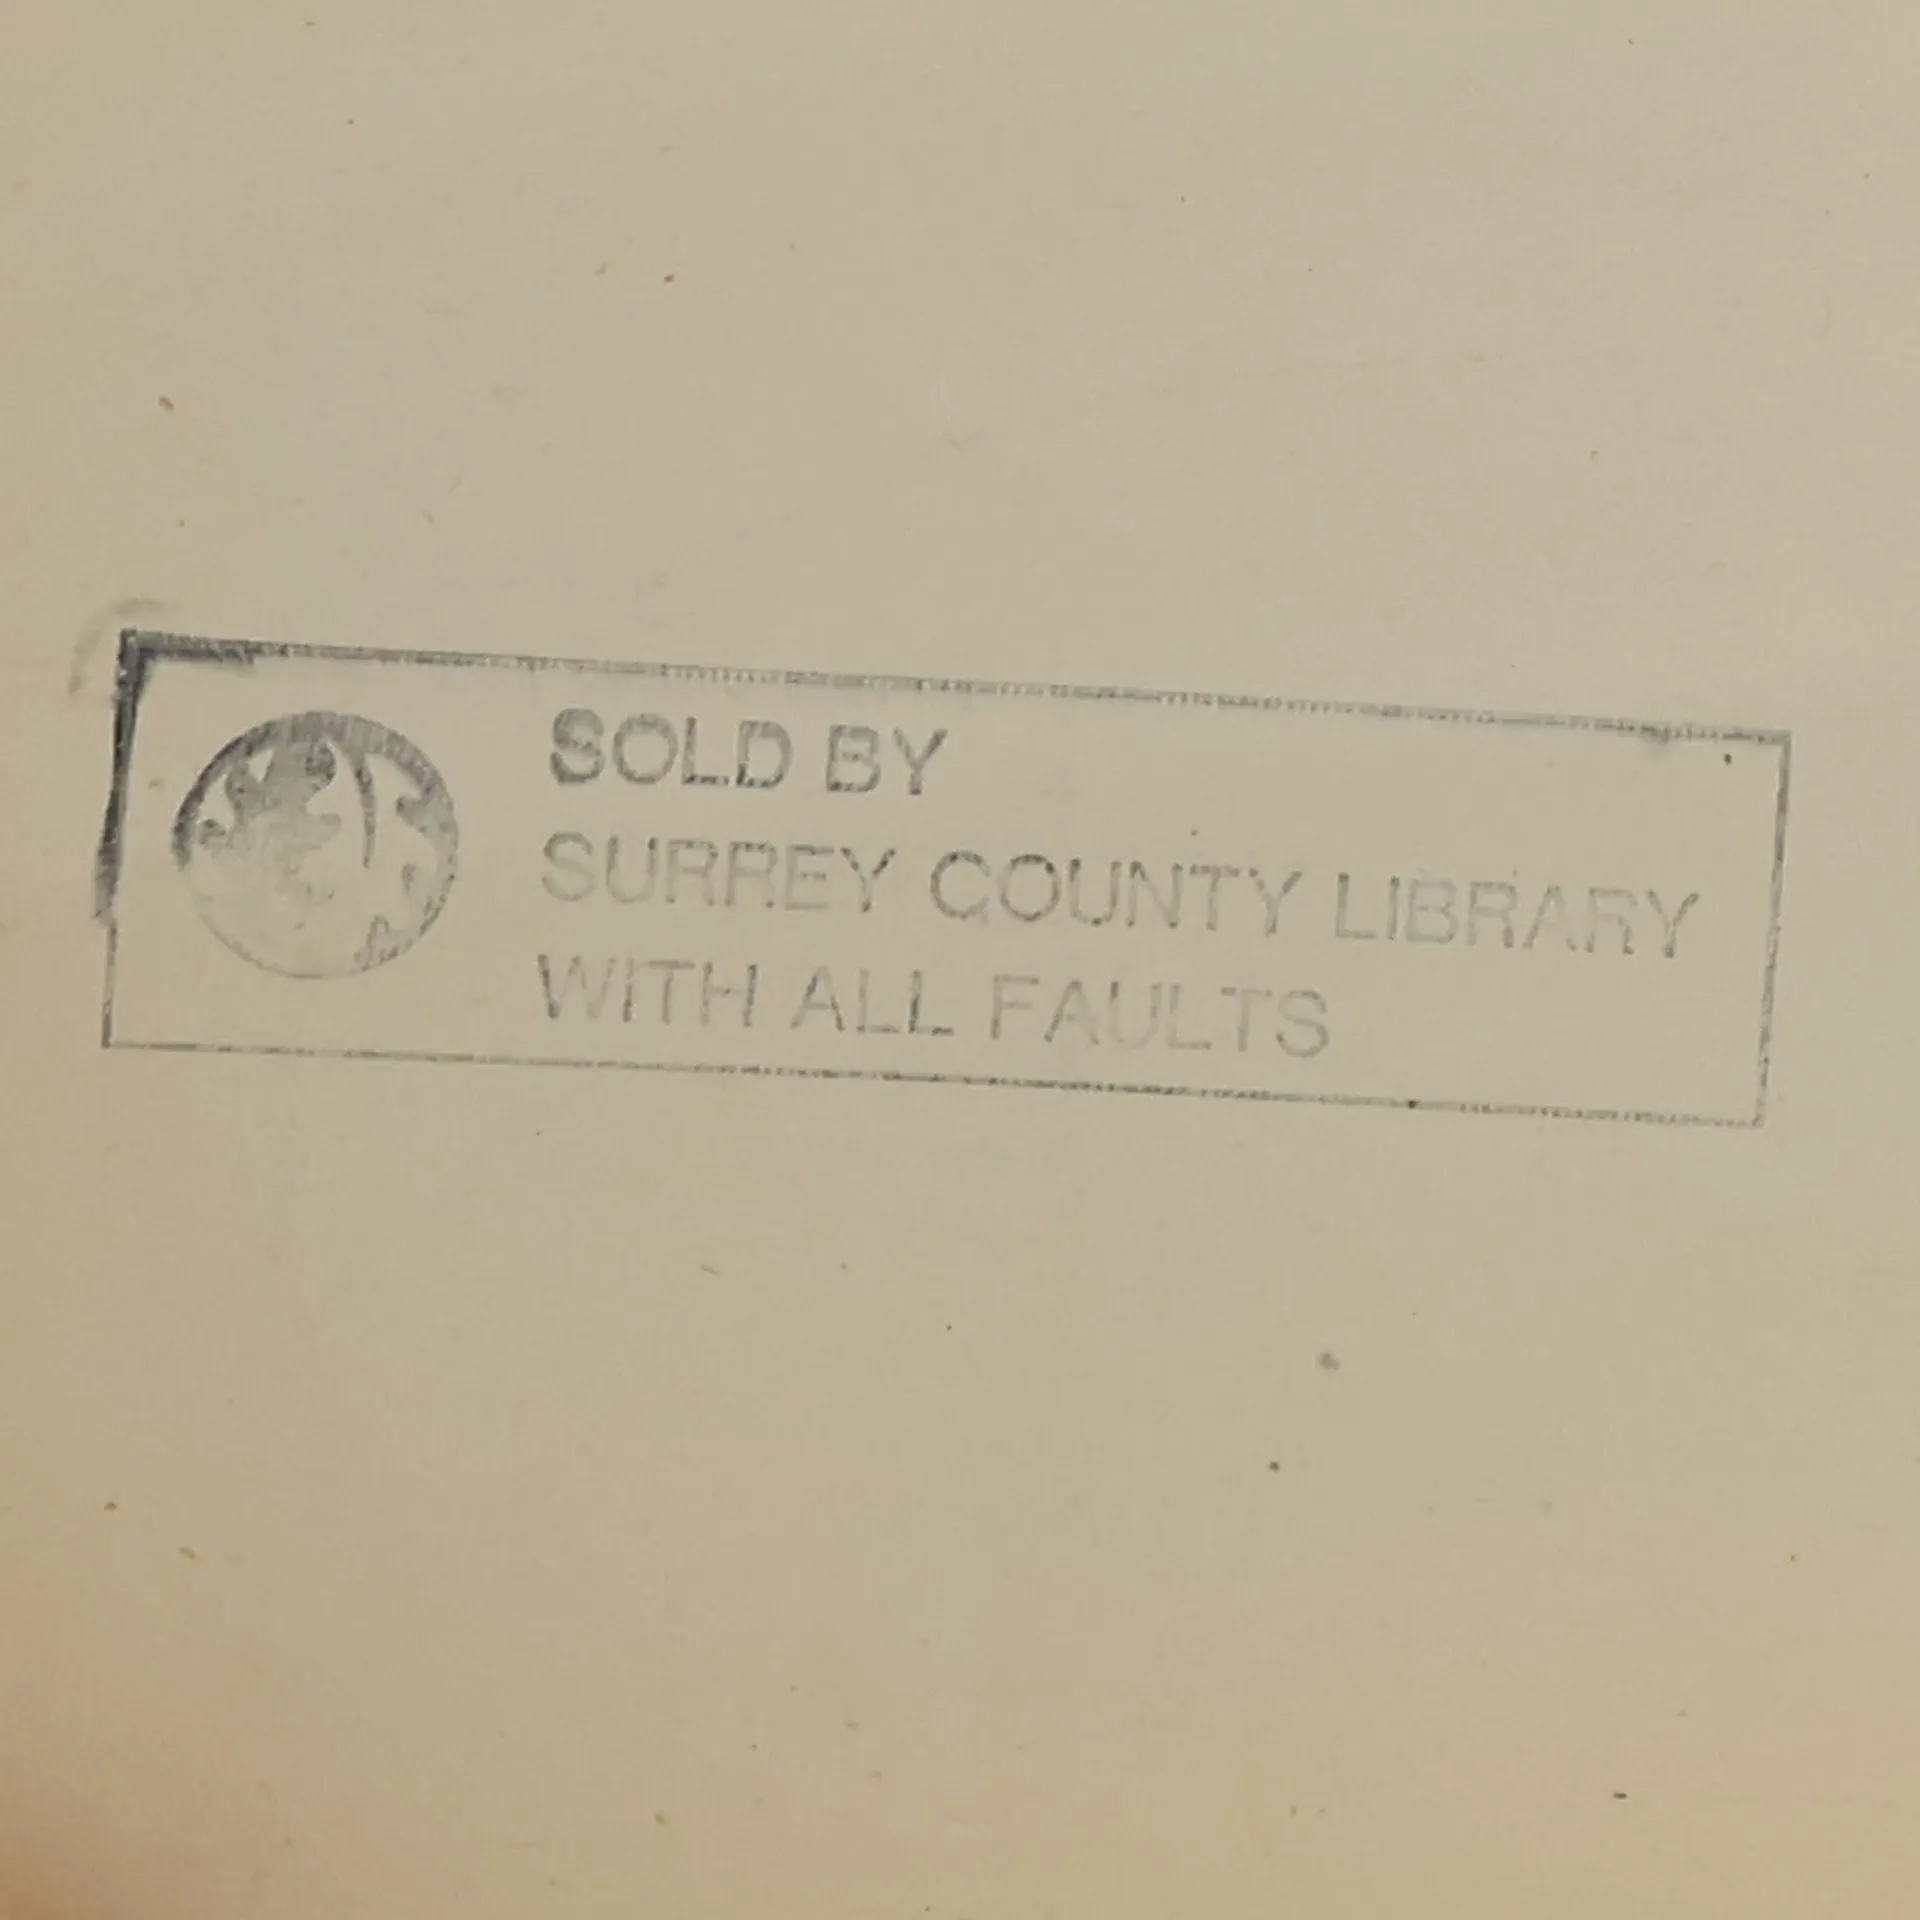 SOLD BY
SURREY COUNTY LIBRARY
WITH ALL FAULTS